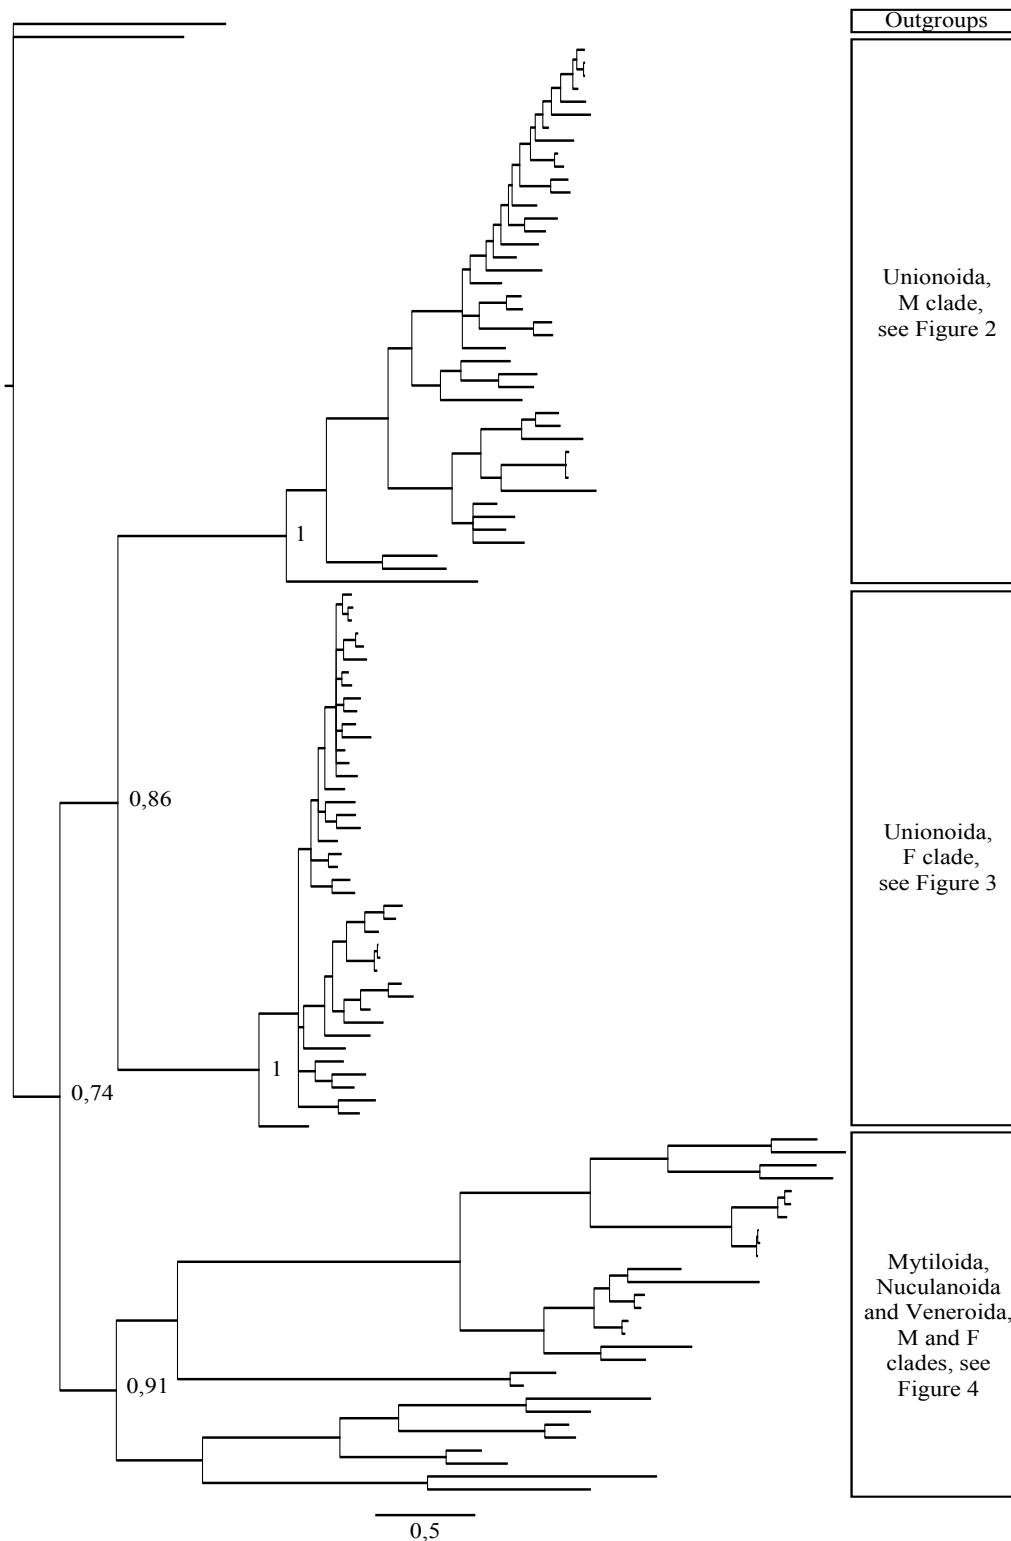 Outgroups
Unionoida,
M clade,
see Figure 2
1
0,86
Unionoida,
F clade,
see Figure 3
1
0,74
Mytiloida,
Nuculanoida
and Veneroida,
M and F
clades, see
Figure 4
0,91
0,5